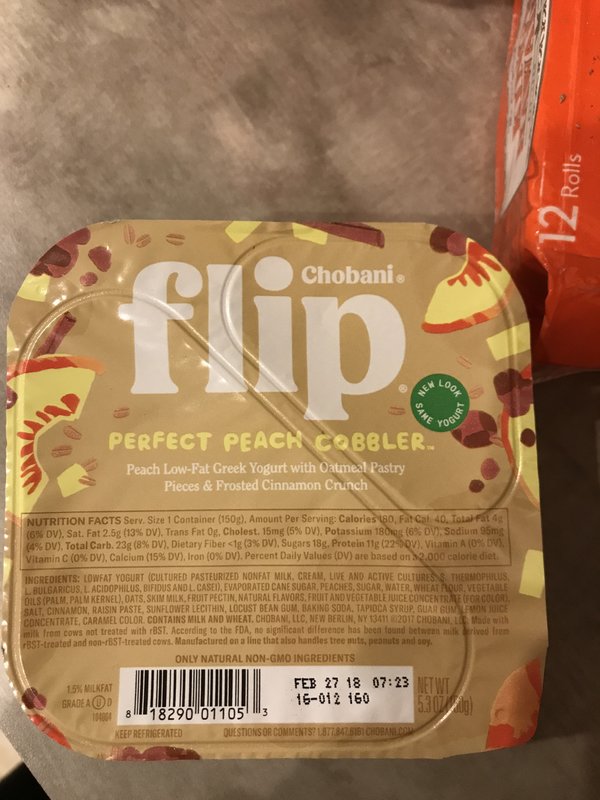 12 Rolls
Chobani®
flip®
NEW LOOK
SAME YOGURT
PERFECT PEACH COBBLER™
Peach Low-Fat Greek Yogurt with Oatmeal Pastry
Pieces & Frosted Cinnamon Crunch
NUTRITION FACTS Serv. Size 1 Container (150g). Amount Per Serving: Calories 180, Fat Cal 40, Total Fat 4g
(6% DV), Sat. Fat 2.5g (13% DV), Trans Fat 0g, Cholest. 15mg (5% DV), Potassium 180mg (6% DV), Sodium 95mg
(4% DV), Total Carb. 23g (8% DV), Dietary Fiber <1g (3% DV), Sugars 18g, Protein 11g (22% DV), Vitamin A (0% DV),
Vitamin C (0% DV), Calcium (15% DV), Iron (0% DV). Percent Daily Values (DV) are based on a 2,000 calorie diet.
INGREDIENTS: LOWFAT YOGURT (CULTURED PASTEURIZED NONFAT MILK, CREAM, LIVE AND ACTIVE CULTURES: S. THERMOPHILUS,
L. BULGARICUS, L. ACIDOPHILUS, BIFIDUS AND L. CASEI), EVAPORATED CANE SUGAR, PEACHES, SUGAR, WATER, WHEAT FLOUR, VEGETABLE
OILS (PALM, PALM KERNEL), OATS, SKIM MILK, FRUIT PECTIN, NATURAL FLAVORS, FRUIT AND VEGETABLE JUICE CONCENTRATE (FOR COLOR),
SALT, CINNAMON, RAISIN PASTE, SUNFLOWER LECITHIN, LOCUST BEAN GUM, BAKING SODA, TAPIOCA SYRUP, GUAR GUM, LEMON JUICE
CONCENTRATE, CARAMEL COLOR. CONTAINS MILK AND WHEAT. CHOBANI, LLC, NEW BERLIN, NY 13411 ©2017 CHOBANI, LLC. Made with
milk from cows not treated with rBST. According to the FDA, no significant difference has been found between milk derived from
rBST-treated and non-rBST-treated cows. Manufactured on a line that also handles tree nuts, peanuts and soy.
ONLY NATURAL NON-GMO INGREDIENTS
1.5% MILKFAT
GRADE A Ⓤ D
104004
8 18290 01105 3
FEB 27 18 07:23
16-012 160
NET WT
5.3 OZ (150g)
KEEP REFRIGERATED
QUESTIONS OR COMMENTS? 1.877.847.6181 CHOBANI.COM